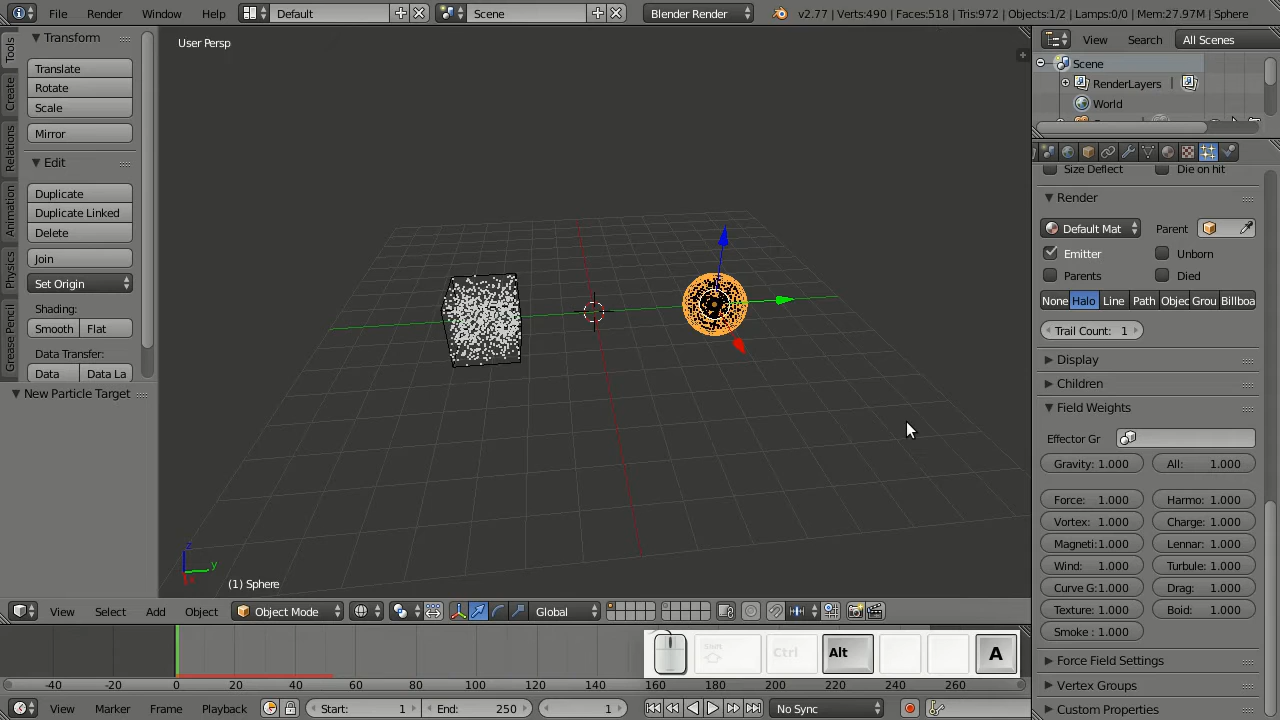 File Render Window Help Default Scene Blender Render v2.77 | Verts:490 | Faces:518 | Tris:972 | Objects:1/2 | Lamps:0/0 | Mem:27.97M | Sphere
User Persp
View Search All Scenes
Scene
RenderLayers
World
Tools
Create
Relations
Animation
Physics
Grease Pencil
Transform
Translate
Rotate
Scale
Mirror
Edit
Duplicate
Duplicate Linked
Delete
Join
Set Origin
Shading:
Smooth Flat
Data Transfer:
Data Data La
New Particle Target
z
y
(1) Sphere
Size Deflect Die on hit
Render
Default Mat Parent
Emitter Unborn
Parents Died
None Halo Line Path Objec Grou Billboa
Trail Count: 1
Display
Children
Field Weights
Effector Gr
Gravity: 1.000 All: 1.000
Force: 1.000 Harmo: 1.000
Vortex: 1.000 Charge: 1.000
Magneti: 1.000 Lennar: 1.000
Wind: 1.000 Turbule: 1.000
Curve G: 1.000 Drag: 1.000
Texture: 1.000 Boid: 1.000
Smoke : 1.000
Force Field Settings
Vertex Groups
Custom Properties
View Select Add Object Object Mode Global
Shift Ctrl Alt A
-40 -20 0 20 40 60 80 100 120 140 160 180 200 220 240 260
View Marker Frame Playback Start: 1 End: 250 1 No Sync